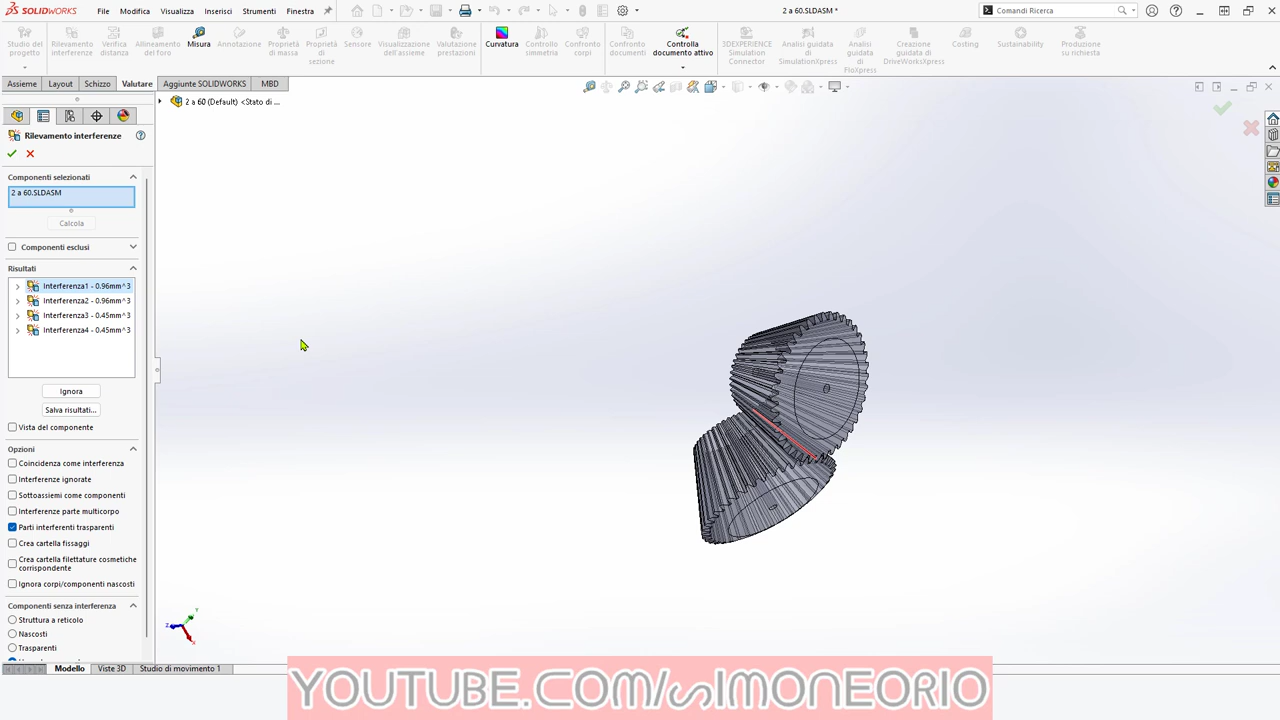 SOLIDWORKS File Modifica Visualizza Inserisci Strumenti Finestra 2 a 60.SLDASM * Comandi Ricerca
Studio del progetto
Rilevamento interferenze
Verifica distanza
Allineamento del foro
Misura
Annotazione
Proprietà di massa
Proprietà di sezione
Sensore
Visualizzazione dell'assieme
Valutazione prestazioni
Curvatura
Controllo simmetria
Confronto corpi
Confronto documenti
Controlla documento attivo
3DEXPERIENCE Simulation Connector
Analisi guidata di SimulationXpress
Analisi guidata di FloXpress
Creazione guidata di DriveWorksXpress
Costing
Sustainability
Produzione su richiesta
Assieme Layout Schizzo Valutare Aggiunte SOLIDWORKS MBD
2 a 60 (Default) <Stato di ...
Rilevamento interferenze
Componenti selezionati
2 a 60.SLDASM
Calcola
Componenti esclusi
Risultati
Interferenza1 - 0.96mm^3
Interferenza2 - 0.96mm^3
Interferenza3 - 0.45mm^3
Interferenza4 - 0.45mm^3
Ignora
Salva risultati...
Vista del componente
Opzioni
Coincidenza come interferenza
Interferenze ignorate
Sottoassiemi come componenti
Interferenze parte multicorpo
Parti interferenti trasparenti
Crea cartella fissaggi
Crea cartella filettature cosmetiche
corrispondente
Ignora corpi/componenti nascosti
Componenti senza interferenza
Struttura a reticolo
Nascosti
Trasparenti
Modello Viste 3D Studio di movimento 1
YOUTUBE.COM/SIMONEORIO